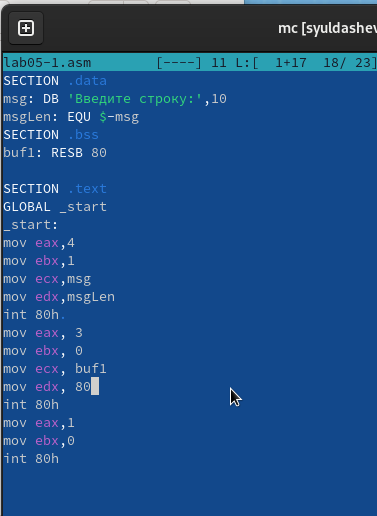 mc [syuldashev
lab05-1.asm [----] 11 L:[ 1+17 18/ 23]
SECTION .data
msg: DB 'Введите строку:',10
msgLen: EQU $-msg
SECTION .bss
buf1: RESB 80
SECTION .text
GLOBAL _start
_start:
mov eax,4
mov ebx,1
mov ecx,msg
mov edx,msgLen
int 80h.
mov eax, 3
mov ebx, 0
mov ecx, buf1
mov edx, 80
int 80h
mov eax,1
mov ebx,0
int 80h